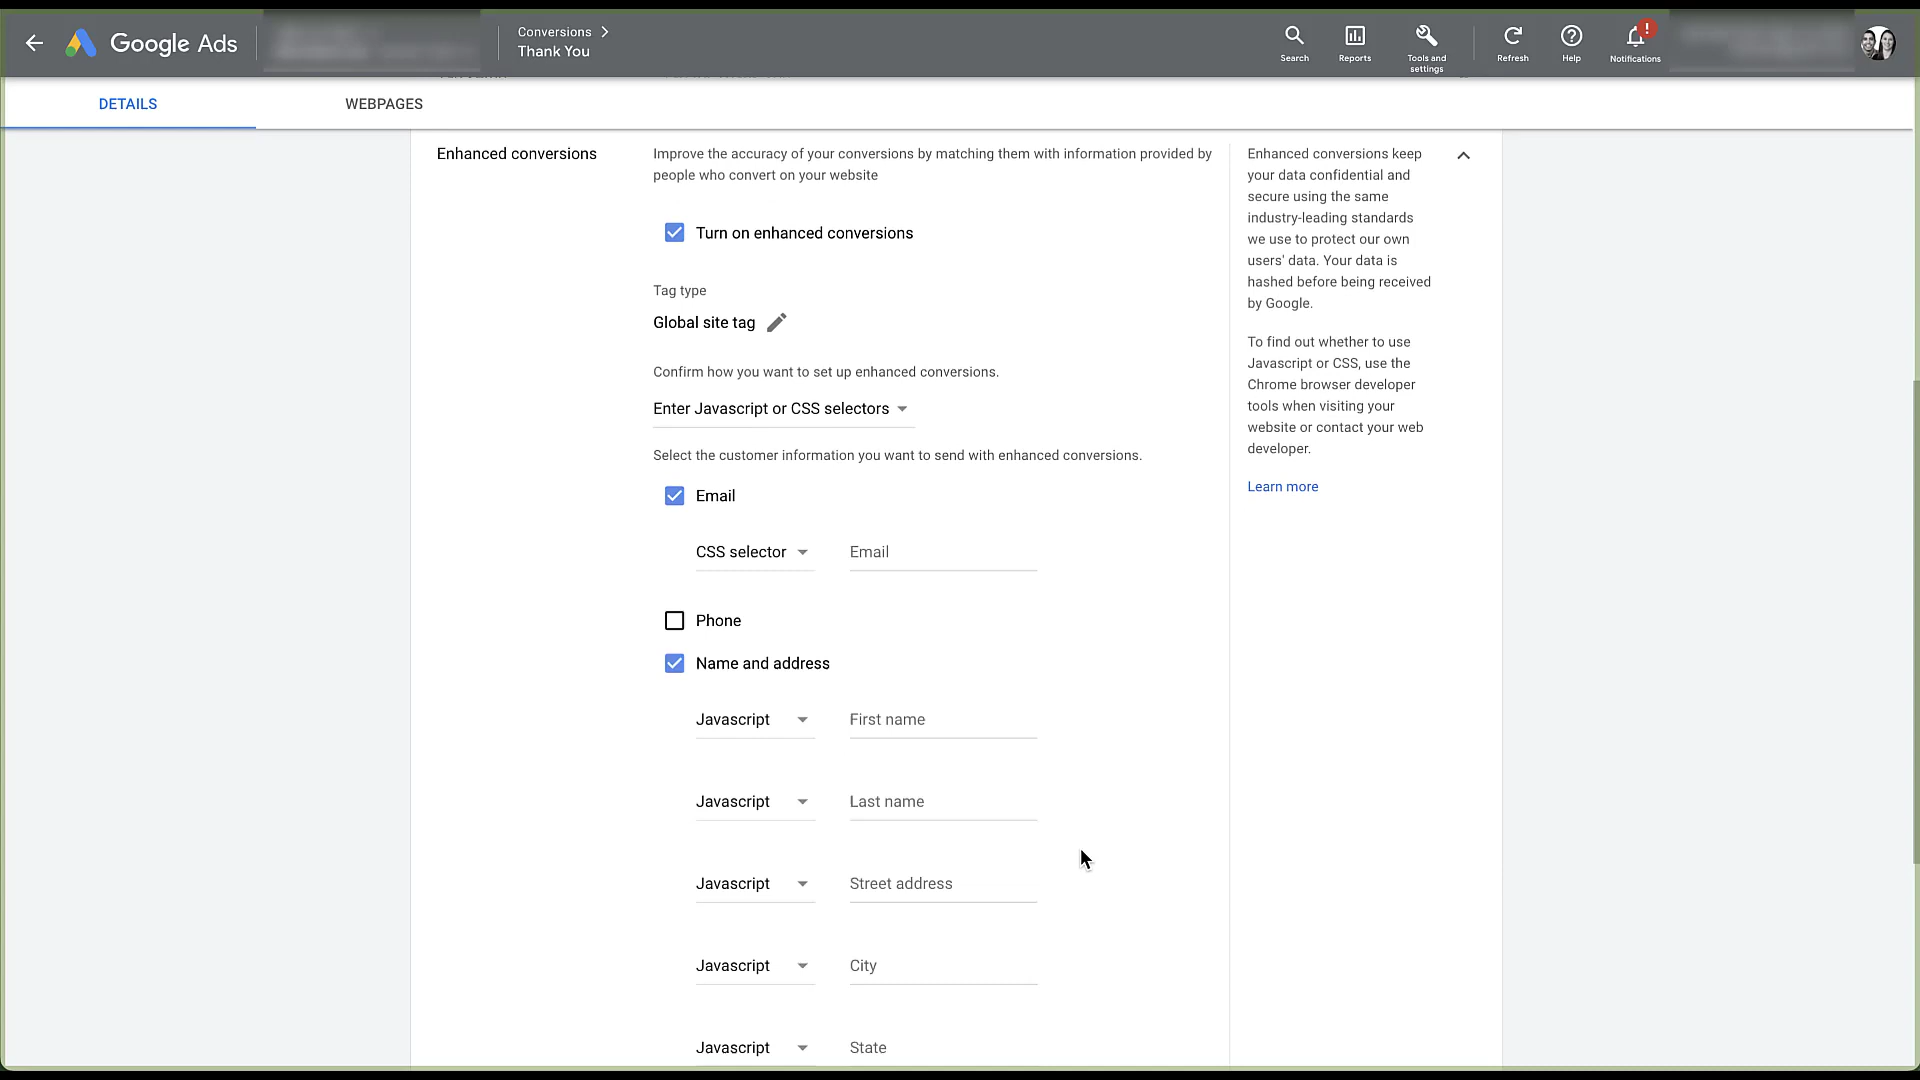 Google Ads
Conversions
Thank You
Search
Reports
Tools and
settings
Refresh
Help
!
Notifications
DETAILS
WEBPAGES
Enhanced conversions
Improve the accuracy of your conversions by matching them with information provided by
people who convert on your website
Turn on enhanced conversions
Tag type
Global site tag
Confirm how you want to set up enhanced conversions.
Enter Javascript or CSS selectors
Select the customer information you want to send with enhanced conversions.
Email
CSS selector
Email
Phone
Name and address
Javascript
First name
Javascript
Last name
Javascript
Street address
Javascript
City
Javascript
State
Enhanced conversions keep
your data confidential and
secure using the same
industry-leading standards
we use to protect our own
users' data. Your data is
hashed before being received
by Google.
To find out whether to use
Javascript or CSS, use the
Chrome browser developer
tools when visiting your
website or contact your web
developer.
Learn more